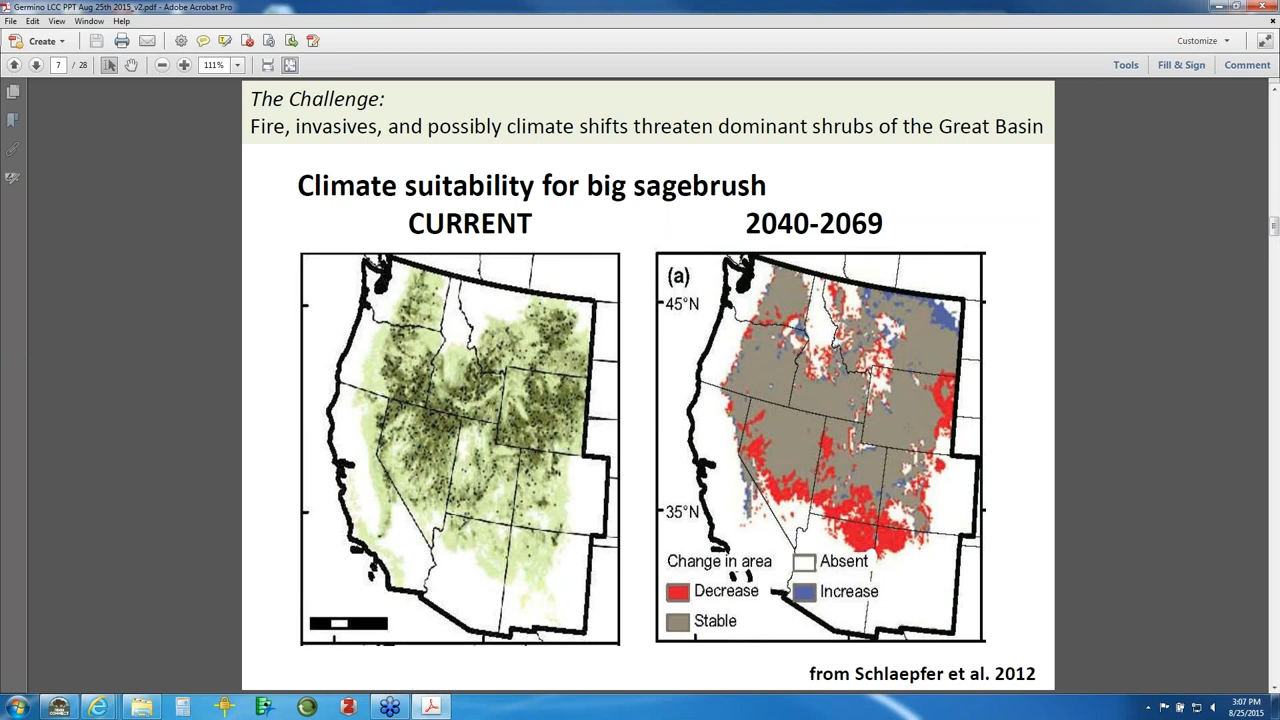 Germino LCC PPT Aug 25th 2015_v2.pdf - Adobe Acrobat Pro
File Edit View Window Help
Create
Customize
7 / 28
111%
Tools Fill & Sign Comment
The Challenge:
Fire, invasives, and possibly climate shifts threaten dominant shrubs of the Great Basin
Climate suitability for big sagebrush
CURRENT 2040-2069
(a)
45°N
35°N
Change in area
Absent
Decrease
Increase
Stable
from Schlaepfer et al. 2012
3:07 PM
8/25/2015